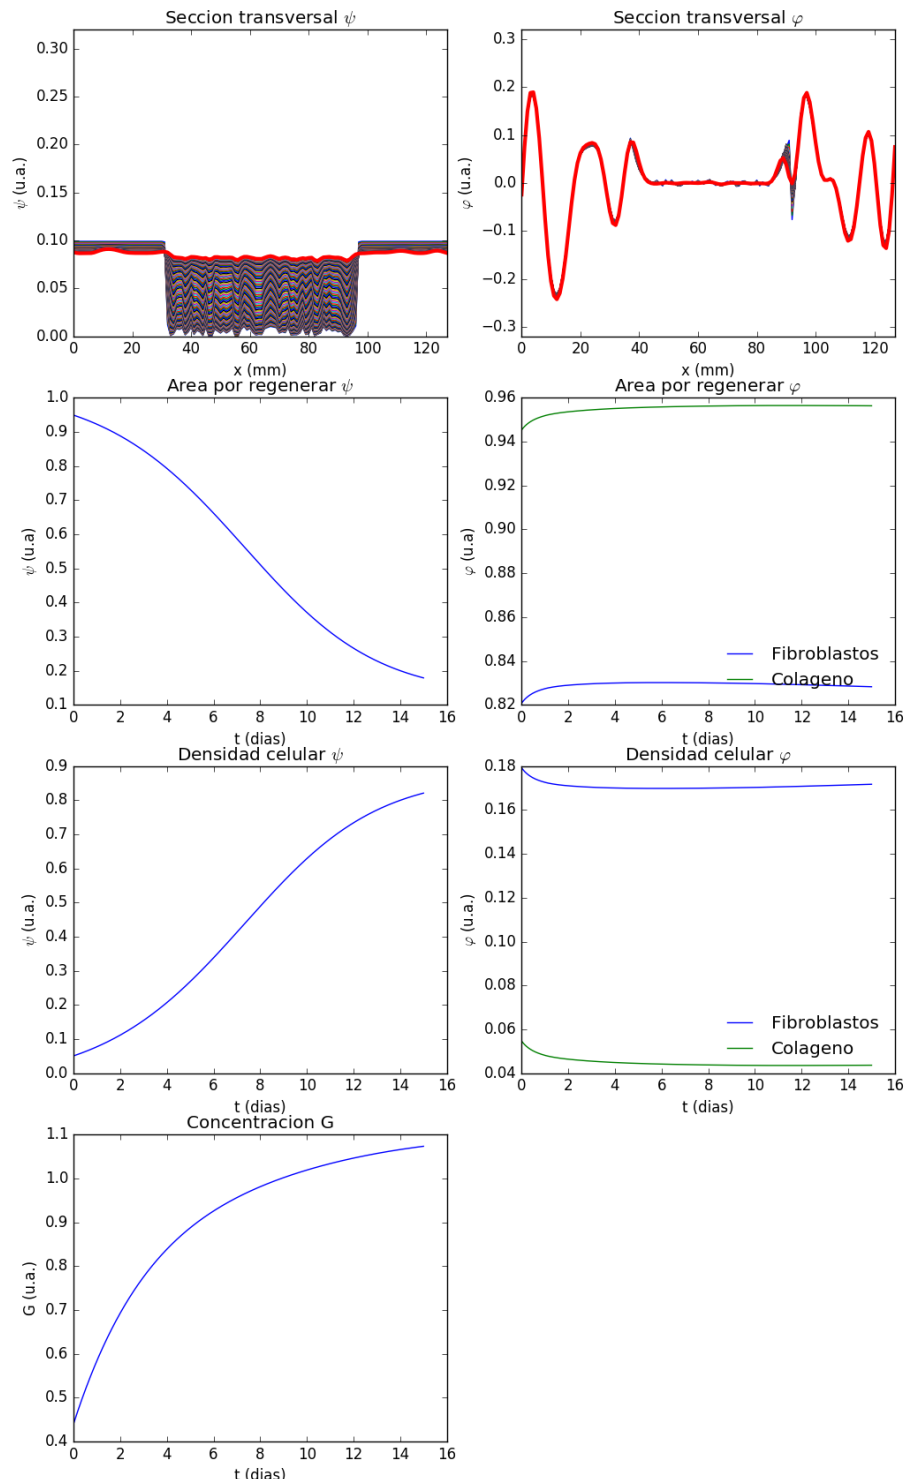 Seccion transversal ψ
0.30
0.25
0.20
0.15
0.10
0.05
0.00
ψ (u.a.)
0 20 40 60 80 100 120
x (mm)
Seccion transversal φ
0.3
0.2
0.1
0.0
−0.1
−0.2
−0.3
φ (u.a.)
0 20 40 60 80 100 120
x (mm)
Area por regenerar ψ
1.0
0.9
0.8
0.7
0.6
0.5
0.4
0.3
0.2
0.1
ψ (u.a)
0 2 4 6 8 10 12 14 16
t (dias)
Area por regenerar φ
0.96
0.94
0.92
0.90
0.88
0.86
0.84
0.82
φ (u.a)
Fibroblastos
Colageno
0 2 4 6 8 10 12 14 16
t (dias)
Densidad celular ψ
0.9
0.8
0.7
0.6
0.5
0.4
0.3
0.2
0.1
0.0
ψ (u.a.)
0 2 4 6 8 10 12 14 16
t (dias)
Densidad celular φ
0.18
0.16
0.14
0.12
0.10
0.08
0.06
0.04
φ (u.a.)
Fibroblastos
Colageno
0 2 4 6 8 10 12 14 16
t (dias)
Concentracion G
1.1
1.0
0.9
0.8
0.7
0.6
0.5
0.4
G (u.a.)
0 2 4 6 8 10 12 14 16
t (dias)